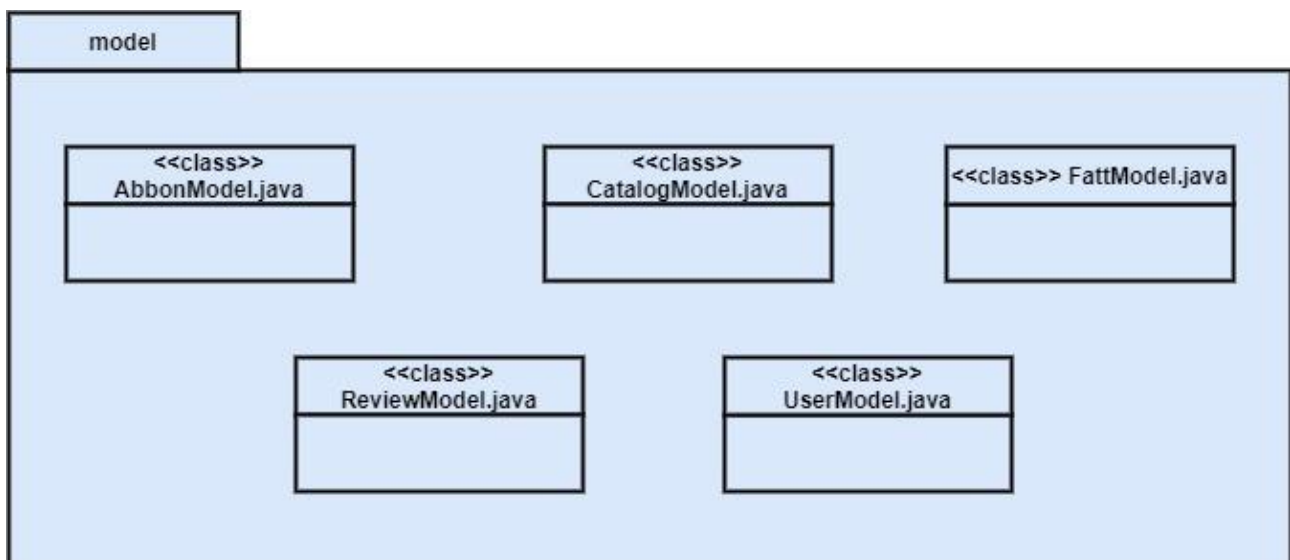 model
<<class>>
AbbonModel.java
<<class>>
CatalogModel.java
<<class>> FattModel.java
<<class>>
ReviewModel.java
<<class>>
UserModel.java